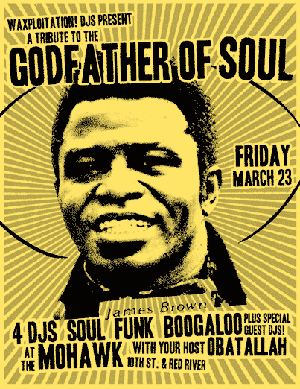 WAXPLOITATION! DJS PRESENT
A TRIBUTE TO THE
GODFATHER OF SOUL
FRIDAY
MARCH 23
James Brown
4 DJS SOUL FUNK BOOGALOO PLUS SPECIAL GUEST DJS!
AT THE MOHAWK WITH YOUR HOST OBATALLAH
10TH ST. & RED RIVER